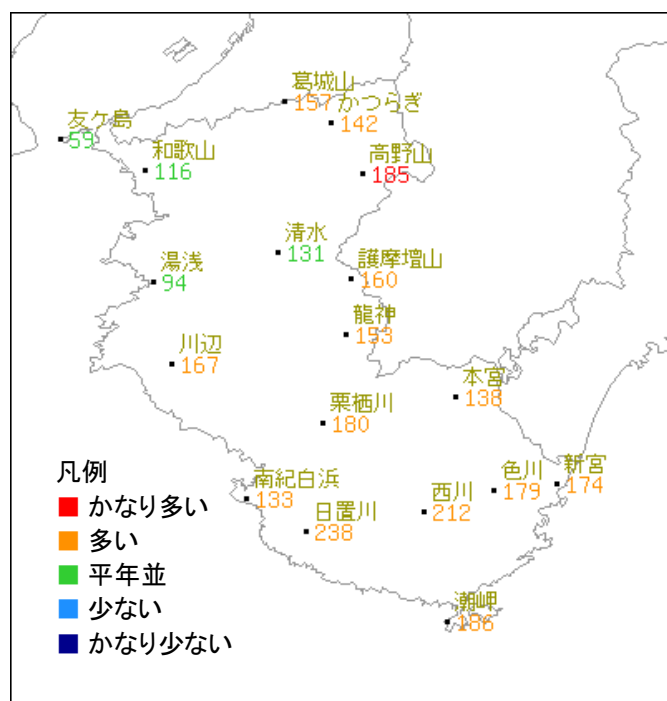 葛城山
157
かつらぎ
142
友ケ島
59
和歌山
116
高野山
185
清水
131
護摩壇山
160
湯浅
94
龍神
153
川辺
167
本宮
138
栗栖川
180
凡例
かなり多い
多い
平年並
少ない
かなり少ない
南紀白浜
133
日置川
238
西川
212
色川
179
新宮
174
潮岬
186